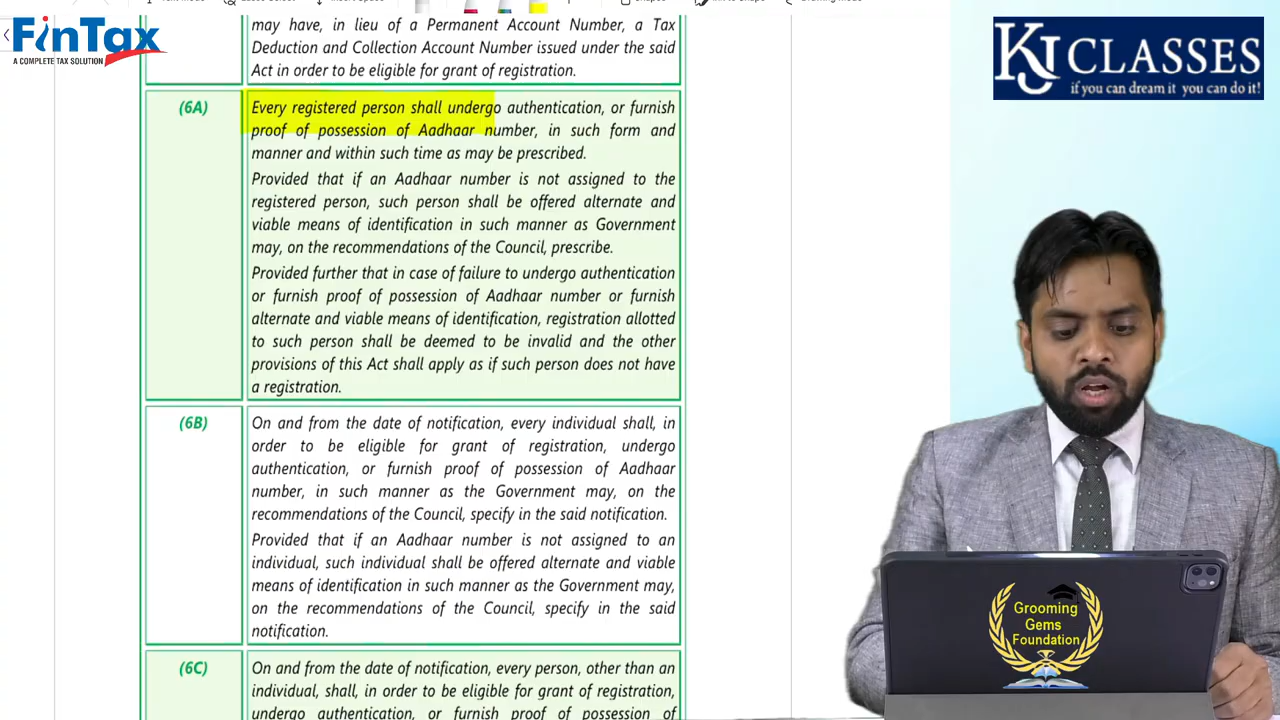 FinTax
A COMPLETE TAX SOLUTION
KJ CLASSES
if you can dream it you can do it!
may have, in lieu of a Permanent Account Number, a Tax
Deduction and Collection Account Number issued under the said
Act in order to be eligible for grant of registration.
(6A)
Every registered person shall undergo authentication, or furnish
proof of possession of Aadhaar number, in such form and
manner and within such time as may be prescribed.
Provided that if an Aadhaar number is not assigned to the
registered person, such person shall be offered alternate and
viable means of identification in such manner as Government
may, on the recommendations of the Council, prescribe.
Provided further that in case of failure to undergo authentication
or furnish proof of possession of Aadhaar number or furnish
alternate and viable means of identification, registration allotted
to such person shall be deemed to be invalid and the other
provisions of this Act shall apply as if such person does not have
a registration.
(6B)
On and from the date of notification, every individual shall, in
order to be eligible for grant of registration, undergo
authentication, or furnish proof of possession of Aadhaar
number, in such manner as the Government may, on the
recommendations of the Council, specify in the said notification.
Provided that if an Aadhaar number is not assigned to an
individual, such individual shall be offered alternate and viable
means of identification in such manner as the Government may,
on the recommendations of the Council, specify in the said
notification.
(6C)
On and from the date of notification, every person, other than an
individual, shall, in order to be eligible for grant of registration,
undergo authentication, or furnish proof of possession of
Grooming
Gems
Foundation